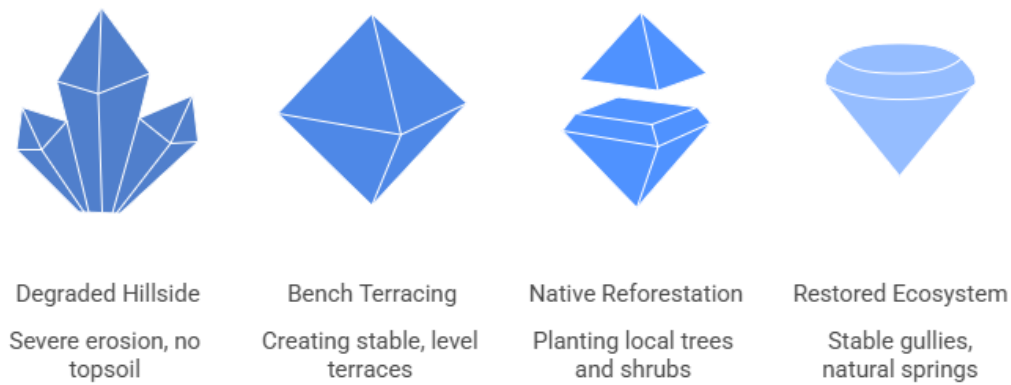 Degraded Hillside
Severe erosion, no
topsoil
Bench Terracing
Creating stable, level
terraces
Native Reforestation
Planting local trees
and shrubs
Restored Ecosystem
Stable gullies,
natural springs